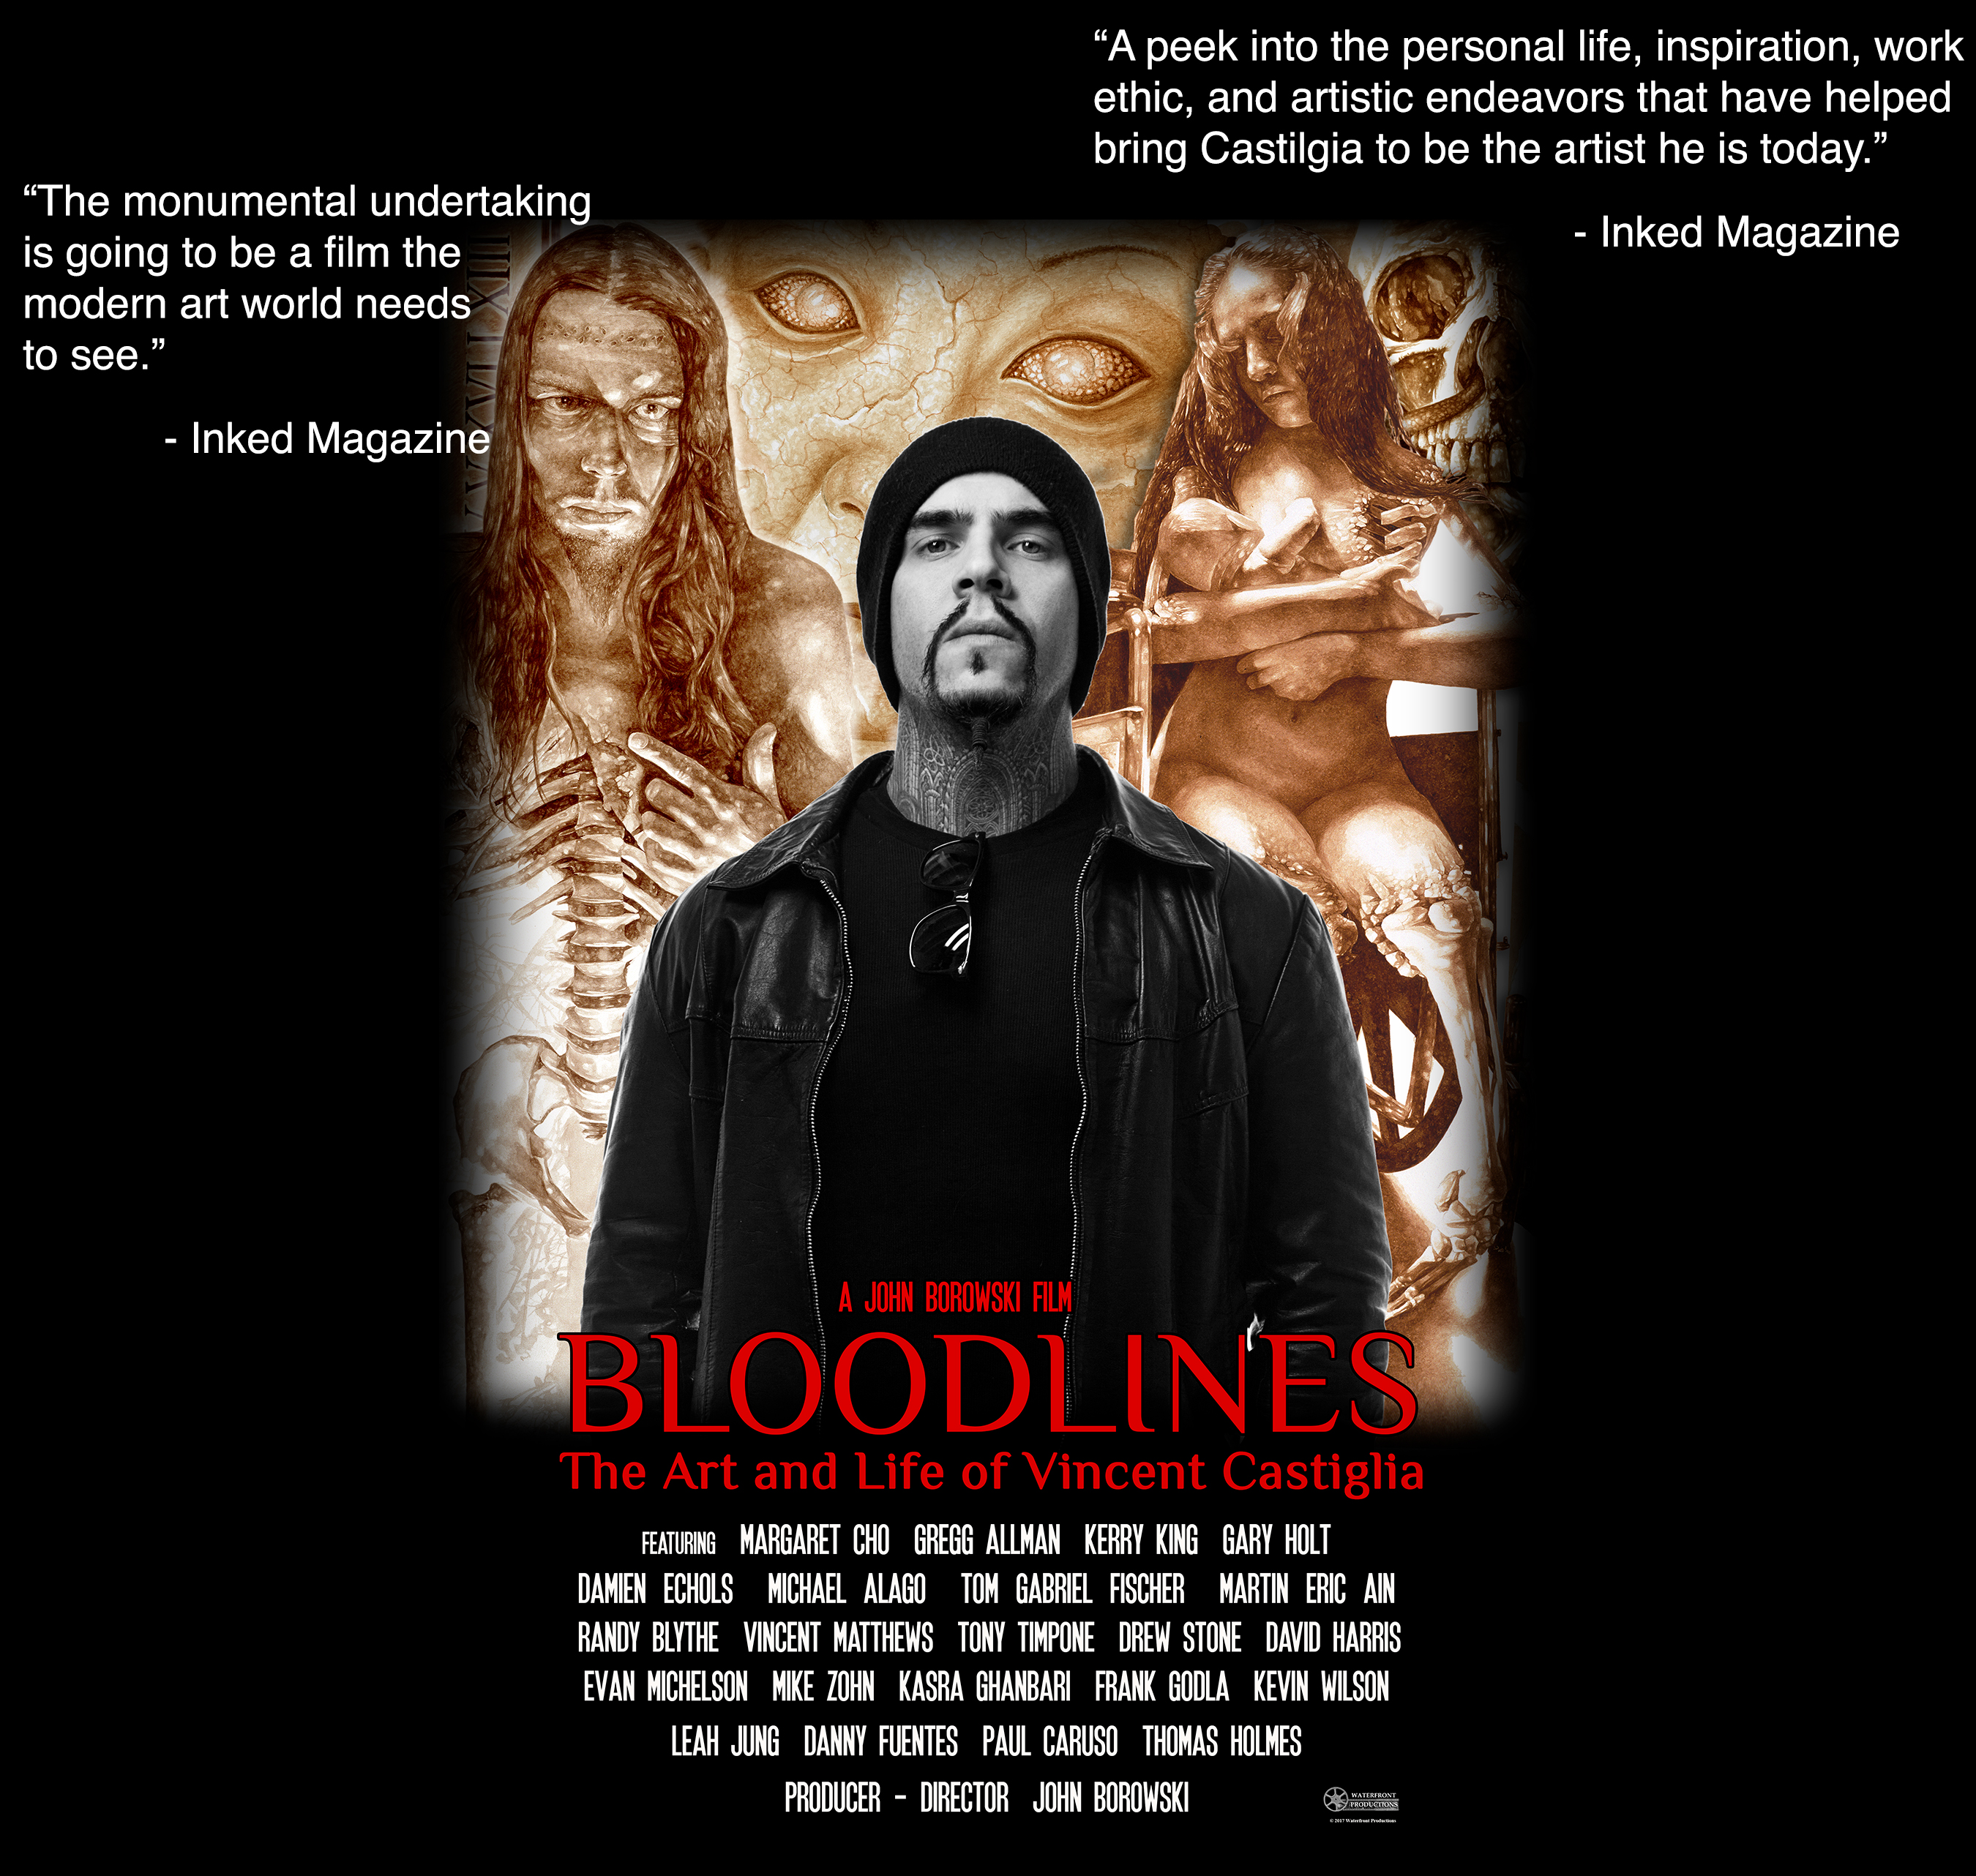 “A peek into the personal life, inspiration, work
ethic, and artistic endeavors that have helped
bring Castilgia to be the artist he is today.”
- Inked Magazine
“The monumental undertaking
is going to be a film the
modern art world needs
to see.”
- Inked Magazine
A JOHN BOROWSKI FILM
BLOODLINES
The Art and Life of Vincent Castiglia
FEATURING MARGARET CHO GREGG ALLMAN KERRY KING GARY HOLT
DAMIEN ECHOLS MICHAEL ALAGO TOM GABRIEL FISCHER MARTIN ERIC AIN
RANDY BLYTHE VINCENT MATTHEWS TONY TIMPONE DREW STONE DAVID HARRIS
EVAN MICHELSON MIKE ZOHN KASRA GHANBARI FRANK GODLA KEVIN WILSON
LEAH JUNG DANNY FUENTES PAUL CARUSO THOMAS HOLMES
PRODUCER - DIRECTOR JOHN BOROWSKI
WATERFRONT
PRODUCTIONS
© 2017 Waterfront Productions